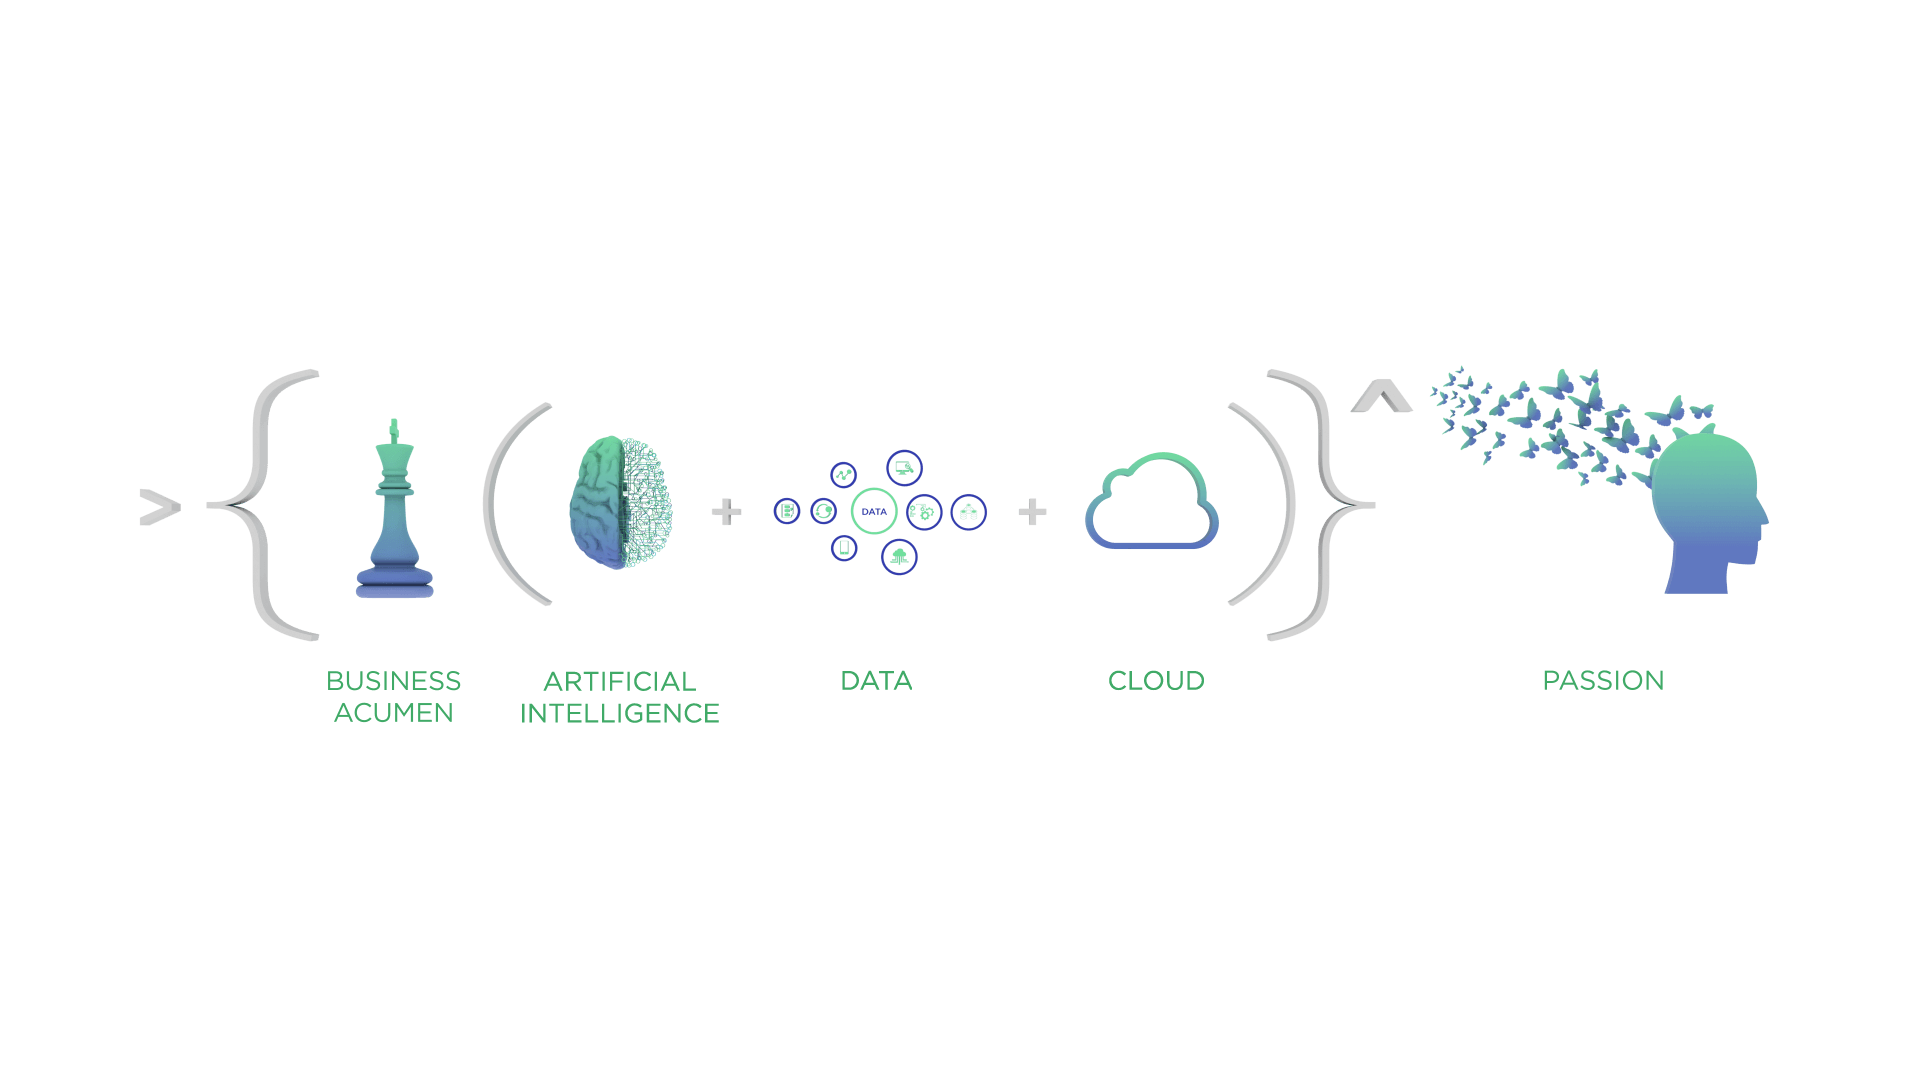 > { ( + DATA + ) } ^
BUSINESS
ACUMEN
ARTIFICIAL
INTELLIGENCE
DATA
CLOUD
PASSION